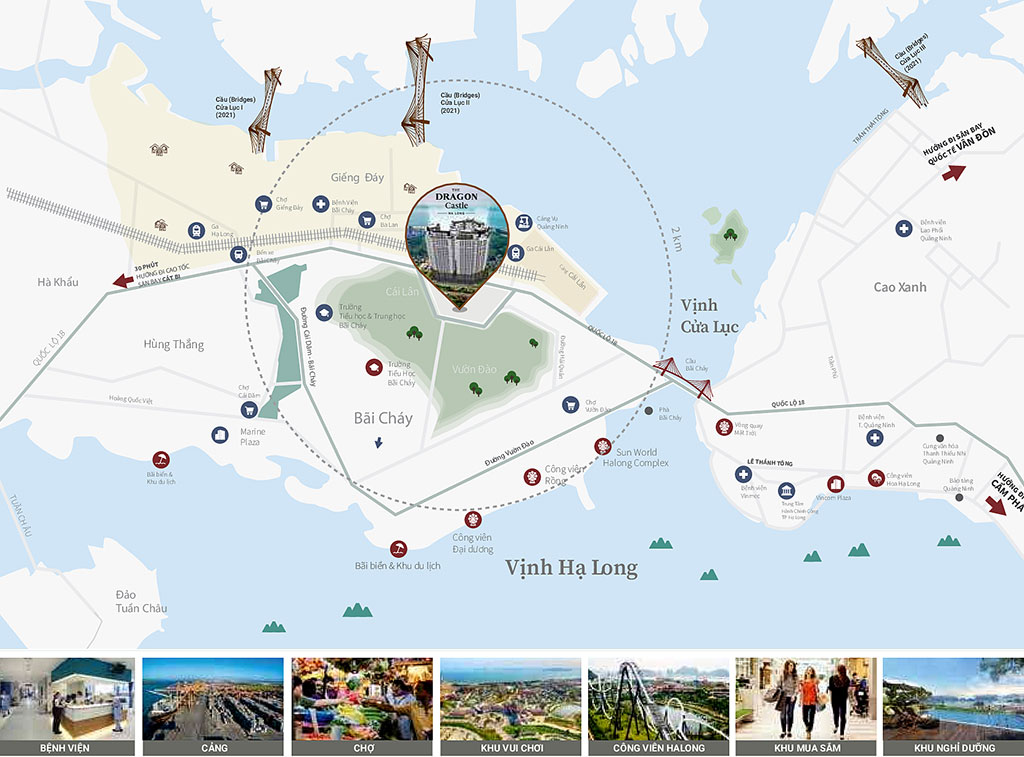 Cầu (Bridges)
Cửa Lục I
(2021)
Cầu (Bridges)
Cửa Lục II
(2021)
Cầu (Bridges)
Cửa Lục III
(2021)
TRẦN THÁI TÔNG
HƯỚNG ĐI SÂN BAY
QUỐC TẾ VÂN ĐỒN
Giếng Đáy
THE
DRAGON
Castle
HA LONG
Chợ
Giếng Đáy
Bệnh Viện
Bãi Cháy
Chợ
Ba Lan
Ga
Hạ Long
Bến xe
Bãi Cháy
Cảng Vụ
Quảng Ninh
Ga Cái Lân
Cảng Cái Lân
2 km
Bệnh viện
Lao Phổi
Quảng Ninh
30 PHÚT
HƯỚNG ĐI CAO TỐC
SÂN BAY CÁT BI
Hà Khẩu
QUỐC LỘ 18
Cái Lân
Cao Xanh
Vịnh
Cửa Lục
Trường
Tiểu học & Trung học
Bãi Cháy
Đường Cái Dăm - Bãi Cháy
Hùng Thắng
QUỐC LỘ 18
Đường Hải Quân
Trường
Tiểu Học
Bãi Cháy
Vườn Đào
Cầu
Bãi Cháy
Trần Phú
Hoàng Quốc Việt
Chợ
Cái Dăm
Bãi Cháy
Chợ
Vườn Đào
Phà
Bãi Cháy
QUỐC LỘ 18
Marine
Plaza
Vòng quay
Mặt Trời
Bệnh viện
T. Quảng Ninh
Cung văn hóa
Thanh Thiếu Nhi
Quảng Ninh
Đường Vườn Đào
Sun World
Halong Complex
LÊ THÁNH TÔNG
Bãi biển &
Khu du lịch
Công viên
Rồng
Bệnh viện
Vinmec
Trung Tâm
Hành Chính Công
TP Hạ Long
Vincom Plaza
Công viên
Hoa Hạ Long
Bảo tàng
Quảng Ninh
HƯỚNG ĐI
CẨM PHẢ
TUẦN CHÂU
Công viên
Đại dương
Bãi biển & Khu du lịch
Vịnh Hạ Long
Đảo
Tuần Châu
BỆNH VIỆN
CẢNG
CHỢ
KHU VUI CHƠI
CÔNG VIÊN HALONG
KHU MUA SẮM
KHU NGHỈ DƯỠNG